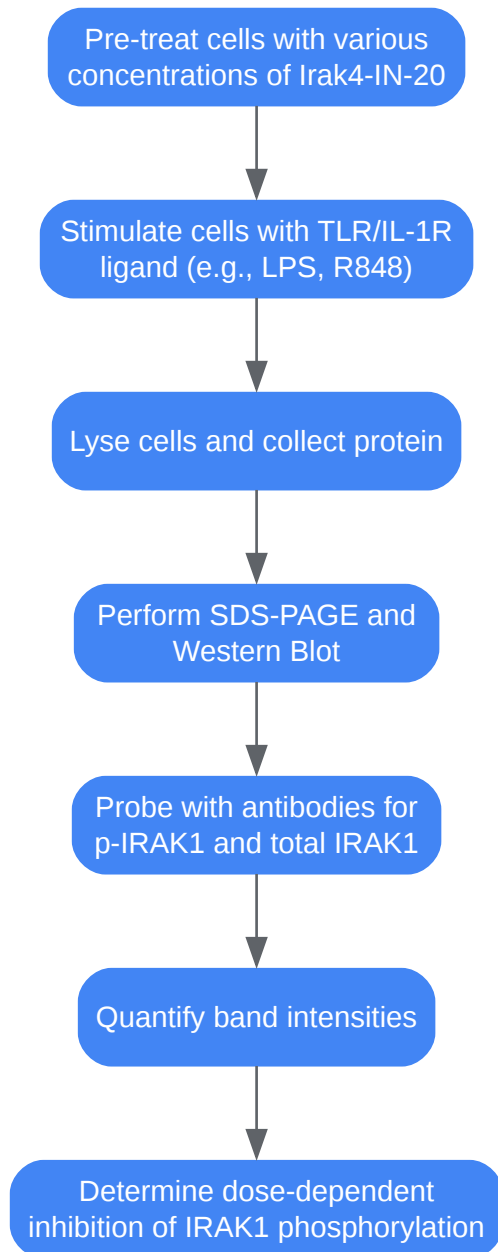 Pre-treat cells with various
concentrations of Irak4-IN-20
Stimulate cells with TLR/IL-1R
ligand (e.g., LPS, R848)
Lyse cells and collect protein
Perform SDS-PAGE and
Western Blot
Probe with antibodies for
p-IRAK1 and total IRAK1
Quantify band intensities
Determine dose-dependent
inhibition of IRAK1 phosphorylation